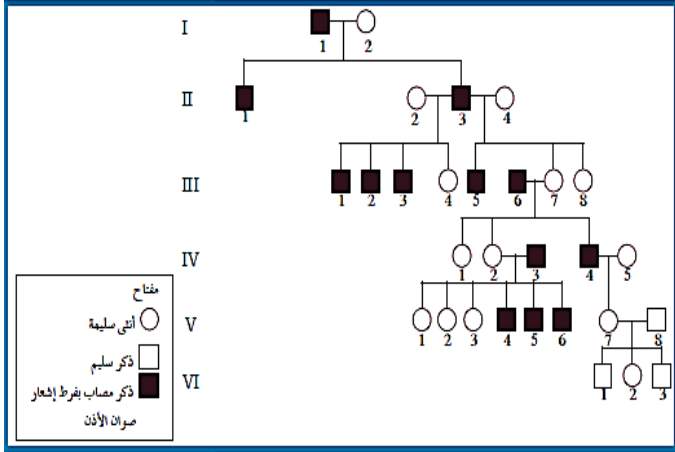 I
1 2
II
1 2 3 4
III
1 2 3 4 5 6 7 8
IV
1 2 3 4 5
V
1 2 3 4 5 6 7 8
VI
1 2 3
مفتاح
أنثى سليمة
ذكر سليم
ذكر مصاب بفرط إشعار
صوان الأذن